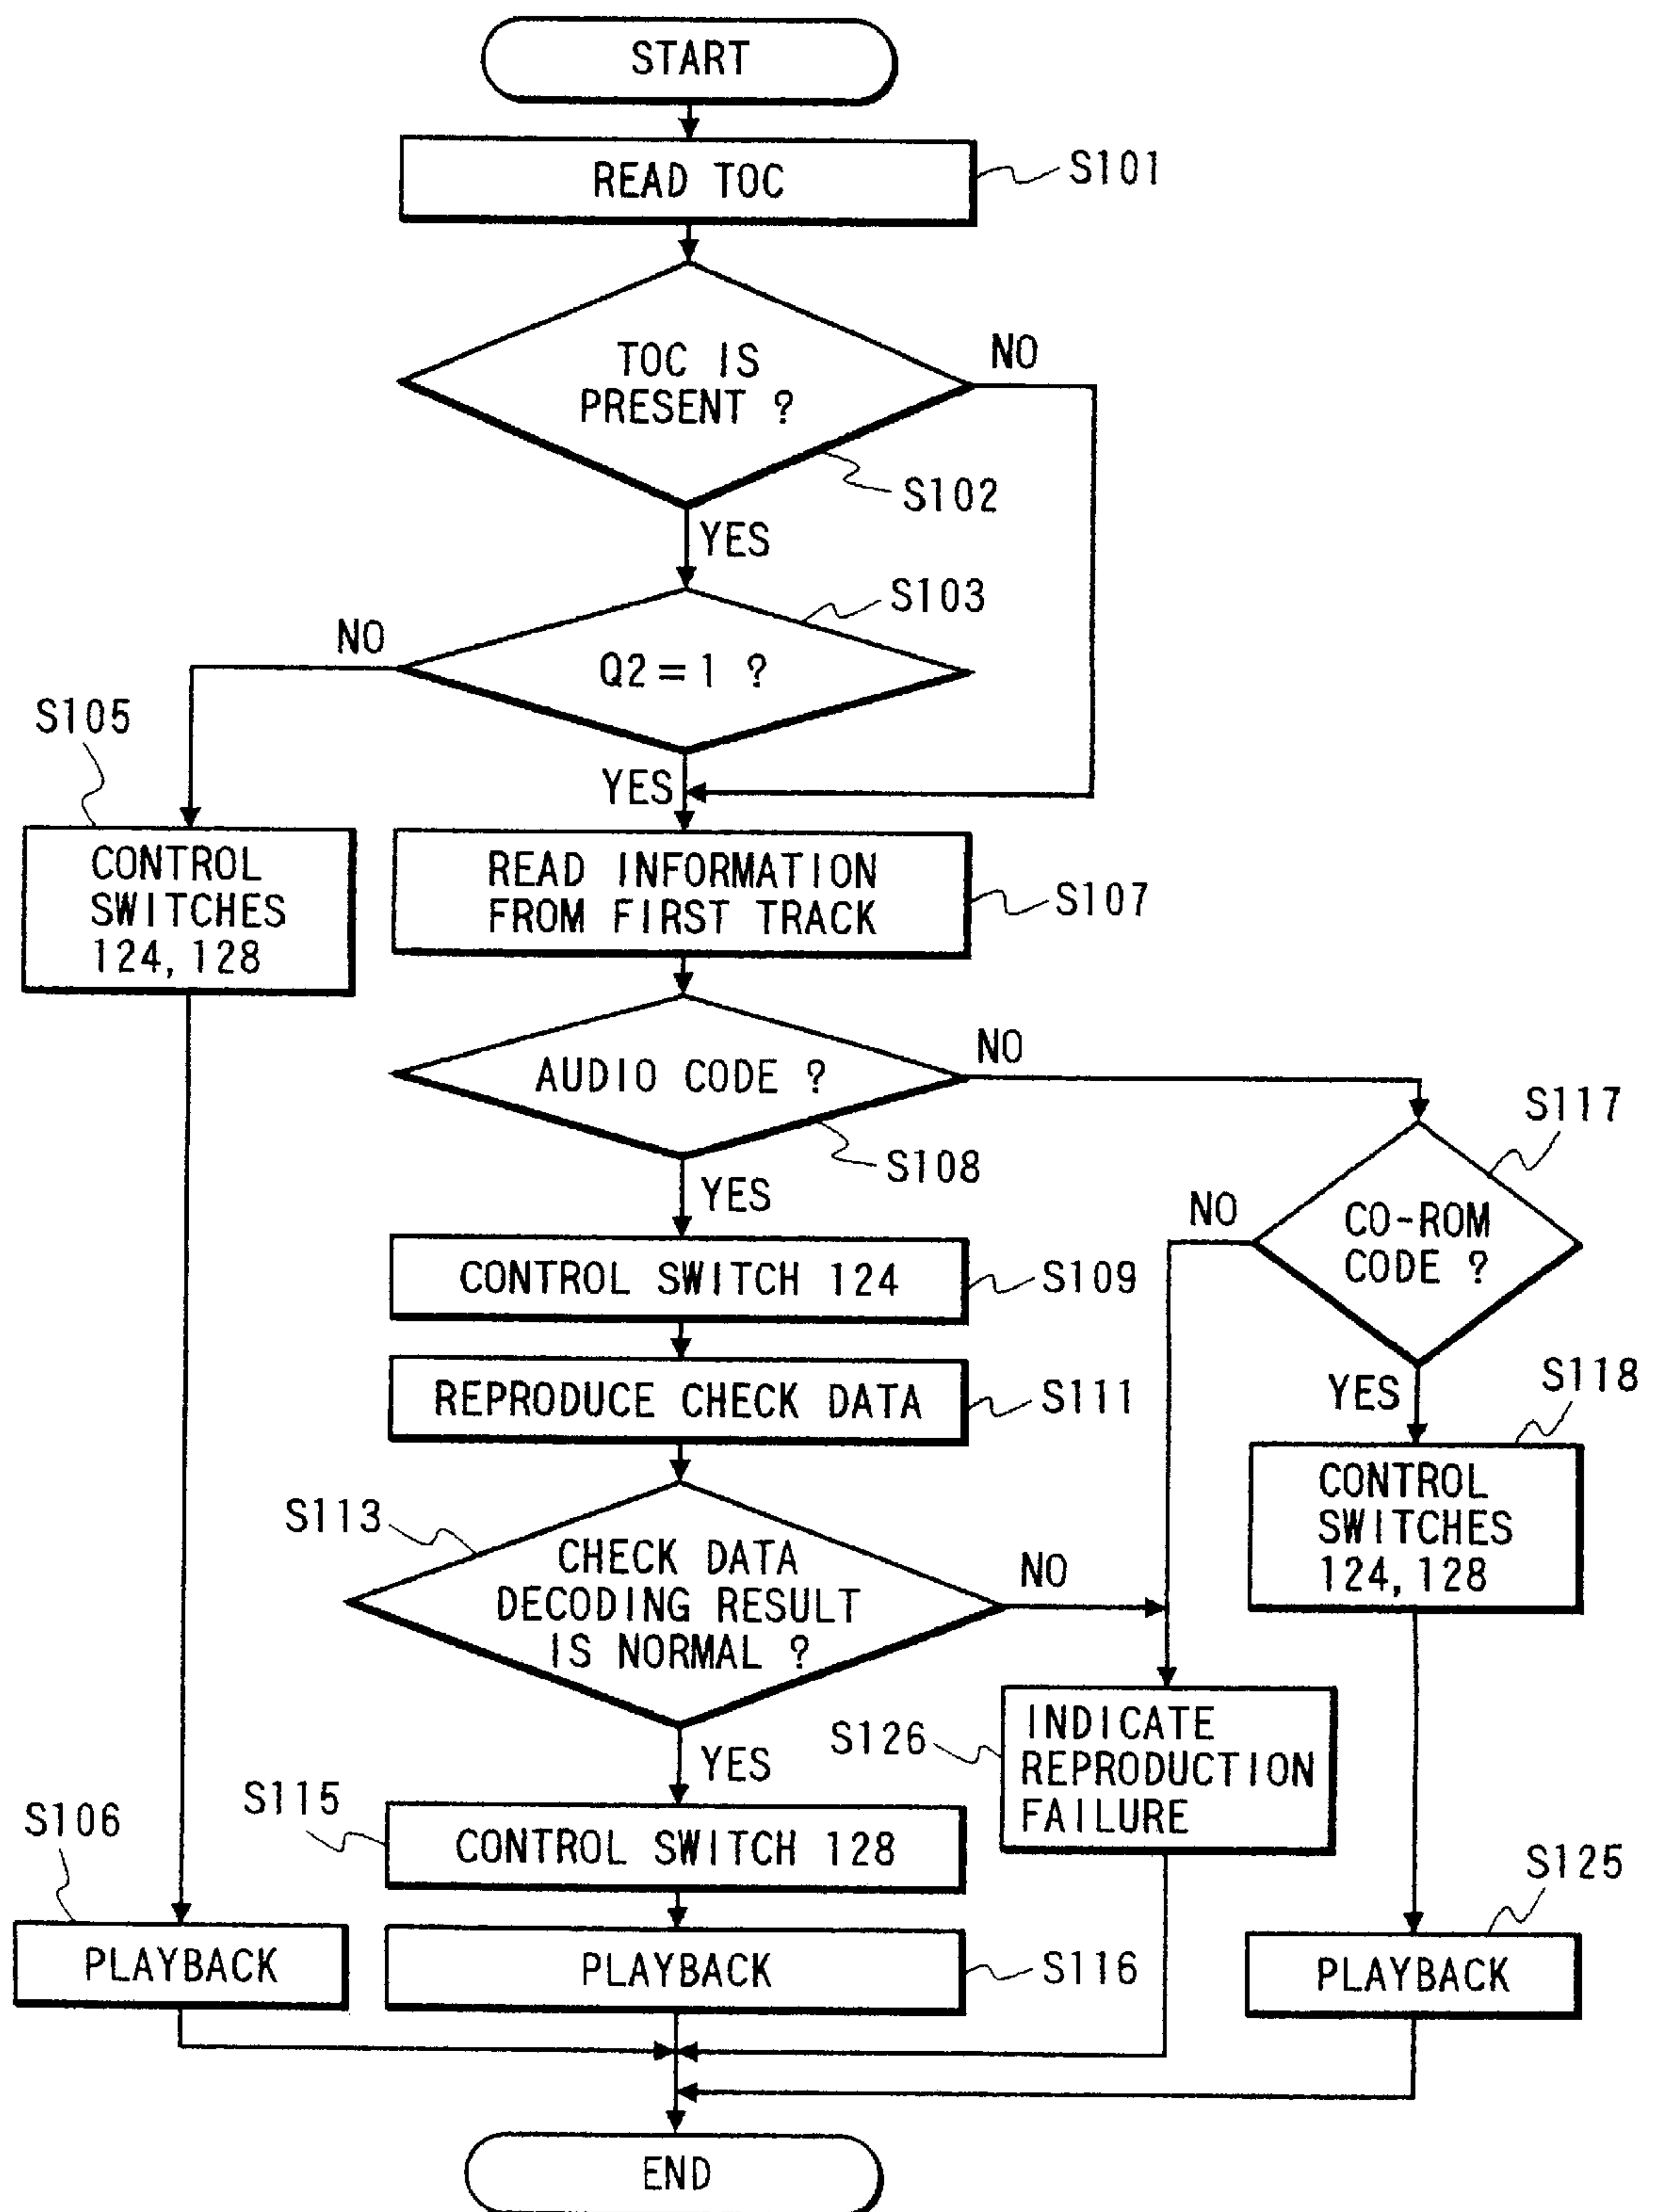 START
READ TOC
S101
TOC IS
PRESENT ?
NO
S102
YES
S103
NO
Q2=1 ?
S105
YES
CONTROL
SWITCHES
124, 128
READ INFORMATION
FROM FIRST TRACK
S107
AUDIO CODE ?
NO
S108
YES
S117
NO
CO-ROM
CODE ?
CONTROL SWITCH 124
S109
REPRODUCE CHECK DATA
S111
YES
S118
CONTROL
SWITCHES
124, 128
S113
CHECK DATA
DECODING RESULT
IS NORMAL ?
NO
YES
S126
INDICATE
REPRODUCTION
FAILURE
S115
CONTROL SWITCH 128
S106
PLAYBACK
PLAYBACK
S116
S125
PLAYBACK
END